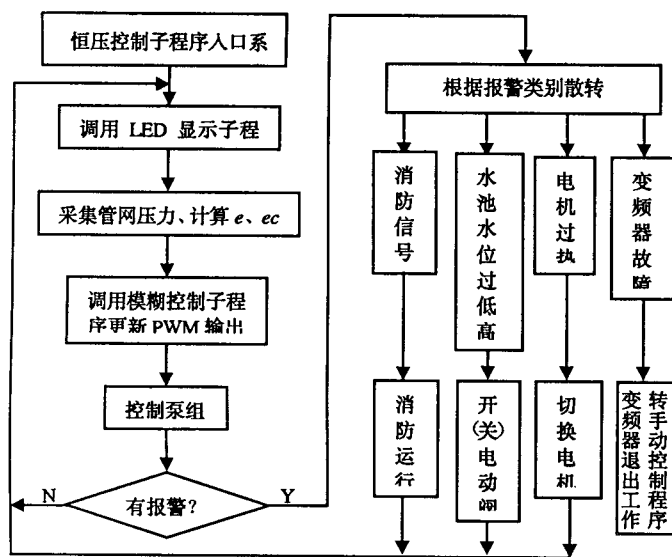 恒压控制子程序入口系
调用 LED 显示子程
采集管网压力、计算 e、ec
调用模糊控制子程
序更新 PWM 输出
控制泵组
有报警?
N
Y
根据报警类别散转
消防信号
水池水位过低高
电机过热
变频器故障
消防运行
开(关)电动阀
切换电机
转手动控制程序
变频器退出工作